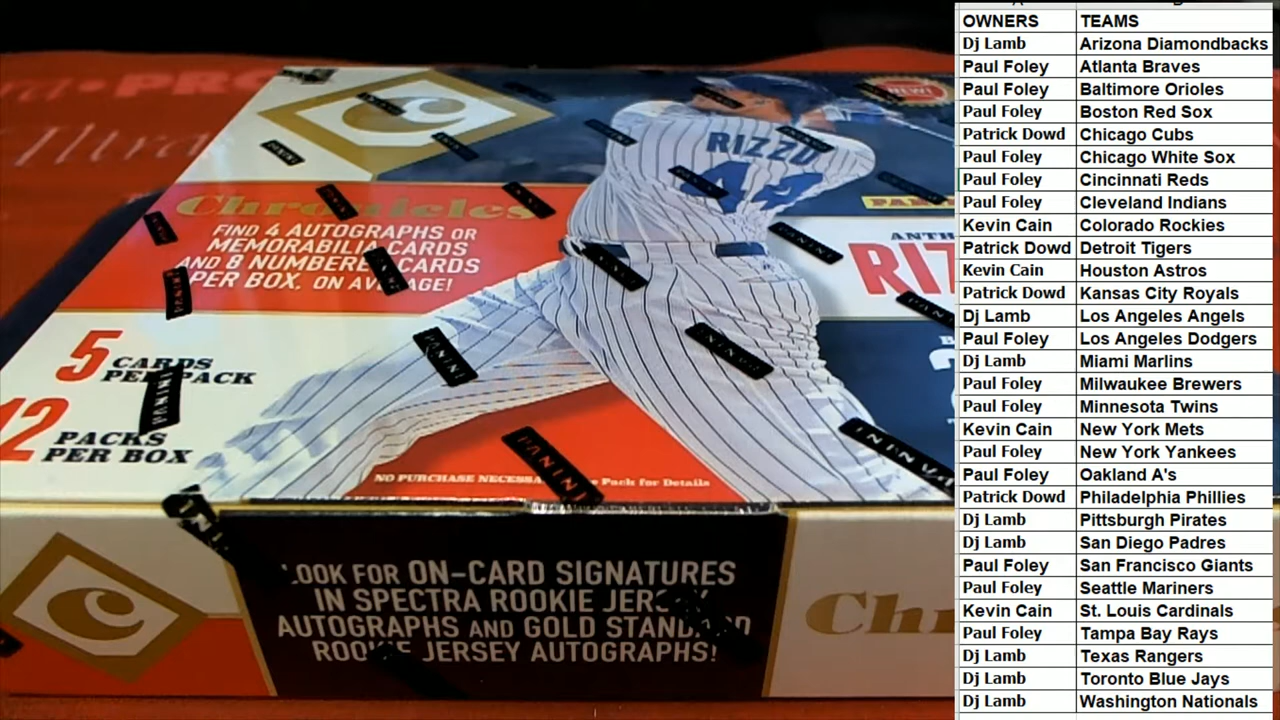 RIZZO
44
NEW!
Chronicles
FIND 4 AUTOGRAPHS OR
MEMORABILIA CARDS
AND 8 NUMBERED CARDS
PER BOX, ON AVERAGE!
5 CARDS
PER PACK
12 PACKS
PER BOX
NO PURCHASE NECESSA Pack for Details
PANINI
C
LOOK FOR ON-CARD SIGNATURES
IN SPECTRA ROOKIE JERSEY
AUTOGRAPHS AND GOLD STANDARD
ROOKIE JERSEY AUTOGRAPHS!
OWNERS TEAMS
Dj Lamb Arizona Diamondbacks
Paul Foley Atlanta Braves
Paul Foley Baltimore Orioles
Paul Foley Boston Red Sox
Patrick Dowd Chicago Cubs
Paul Foley Chicago White Sox
Paul Foley Cincinnati Reds
Paul Foley Cleveland Indians
Kevin Cain Colorado Rockies
Patrick Dowd Detroit Tigers
Kevin Cain Houston Astros
Patrick Dowd Kansas City Royals
Dj Lamb Los Angeles Angels
Paul Foley Los Angeles Dodgers
Dj Lamb Miami Marlins
Paul Foley Milwaukee Brewers
Paul Foley Minnesota Twins
Kevin Cain New York Mets
Paul Foley New York Yankees
Paul Foley Oakland A's
Patrick Dowd Philadelphia Phillies
Dj Lamb Pittsburgh Pirates
Dj Lamb San Diego Padres
Paul Foley San Francisco Giants
Paul Foley Seattle Mariners
Kevin Cain St. Louis Cardinals
Paul Foley Tampa Bay Rays
Dj Lamb Texas Rangers
Dj Lamb Toronto Blue Jays
Dj Lamb Washington Nationals